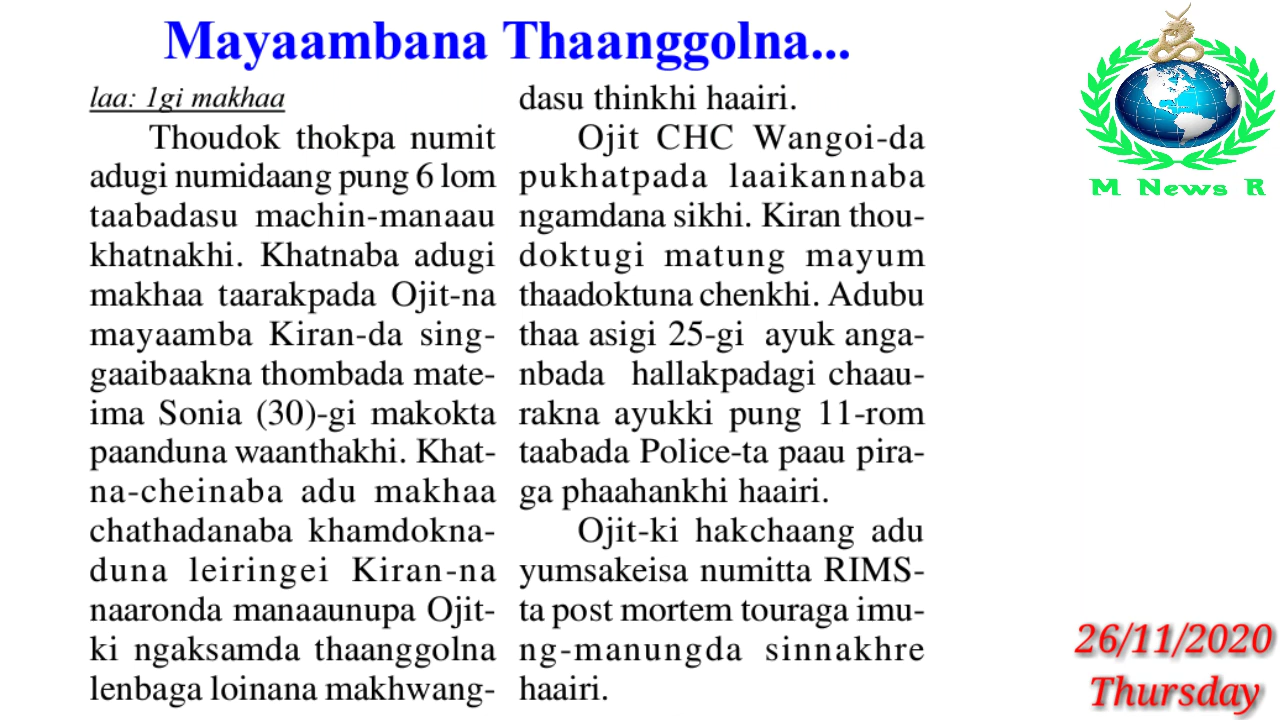 Mayaambana Thaanggolna...
laa: 1gi makhaa
Thoudok thokpa numit
adugi numidaang pung 6 lom
taabadasu machin-manaau
khatnakhi. Khatnaba adugi
makhaa taarakpada Ojit-na
mayaamba Kiran-da sing-
gaaibaakna thombada mate-
ima Sonia (30)-gi makokta
paanduna waanthakhi. Khat-
na-cheinaba adu makhaa
chathadanaba khamdokna-
duna leiringei Kiran-na
naaronda manaaunupa Ojit-
ki ngaksamda thaanggolna
lenbaga loinana makhwang-
dasu thinkhi haairi.
Ojit CHC Wangoi-da
pukhatpada laaikannaba
ngamdana sikhi. Kiran thou-
doktugi matung mayum
thaadoktuna chenkhi. Adubu
thaa asigi 25-gi ayuk anga-
nbada hallakpadagi chaau-
rakna ayukki pung 11-rom
taabada Police-ta paau pira-
ga phaahankhi haairi.
Ojit-ki hakchaang adu
yumsakeisa numitta RIMS-
ta post mortem touraga imu-
ng-manungda sinnakhre
haairi.
M News R
26/11/2020
Thursday